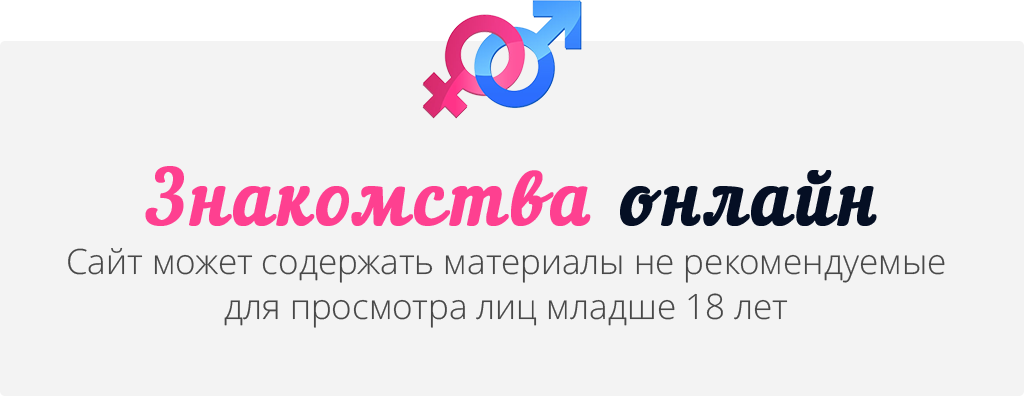 Знакомства онлайн
Сайт может содержать материалы не рекомендуемые
для просмотра лиц младше 18 лет